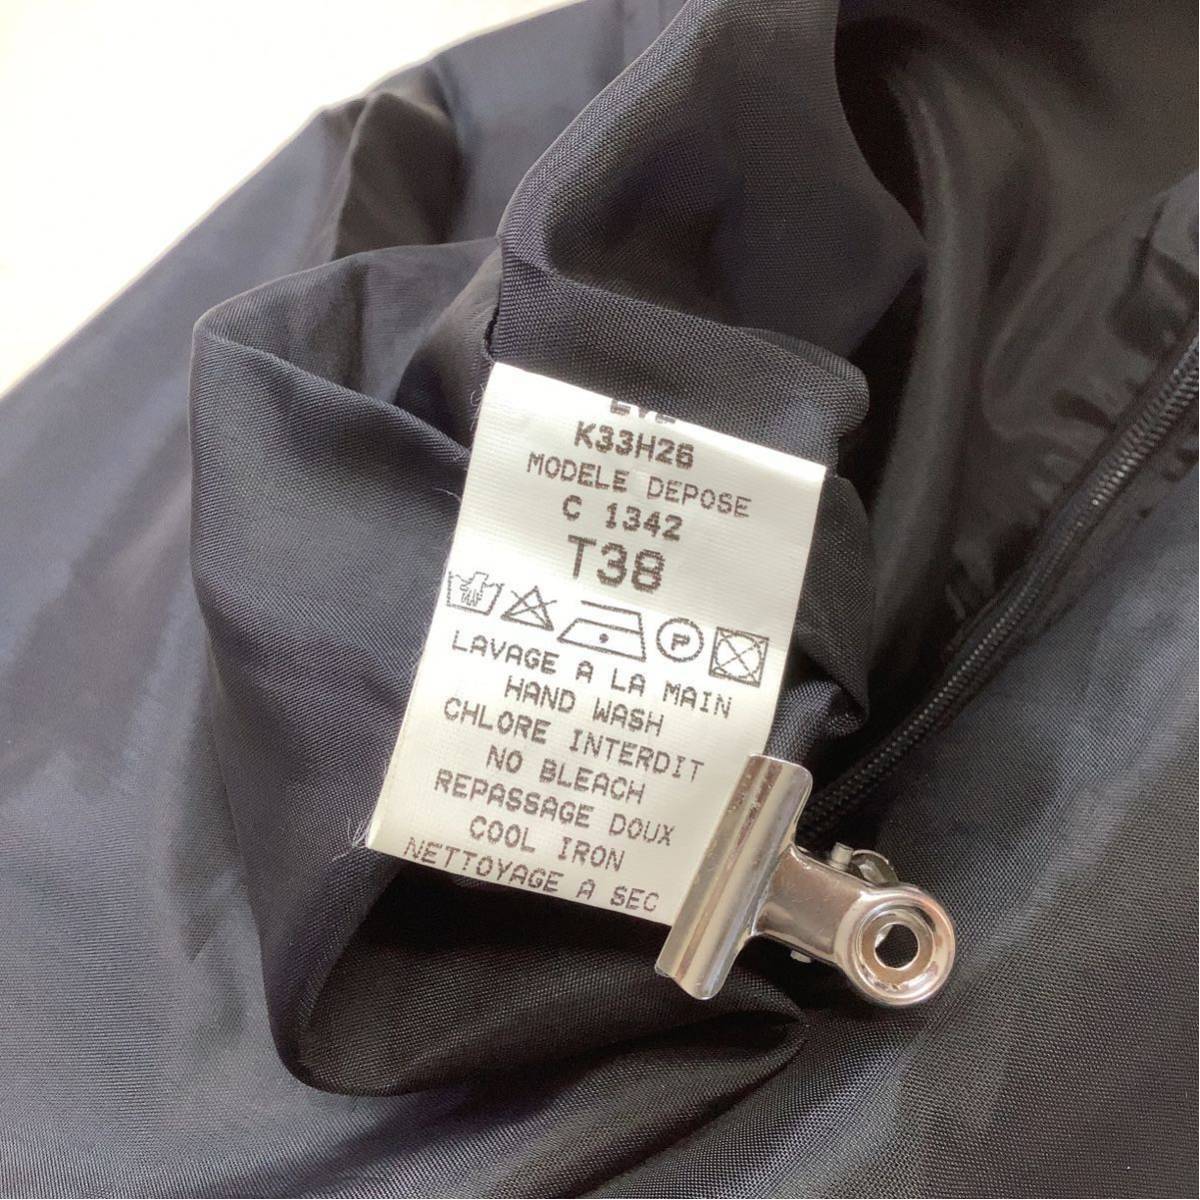 K33H26
MODELE DEPOSE
C 1342
T38
P
LAVAGE A LA MAIN
HAND WASH
CHLORE INTERDIT
NO BLEACH
REPASSAGE DOUX
COOL IRON
NETTOYAGE A SEC